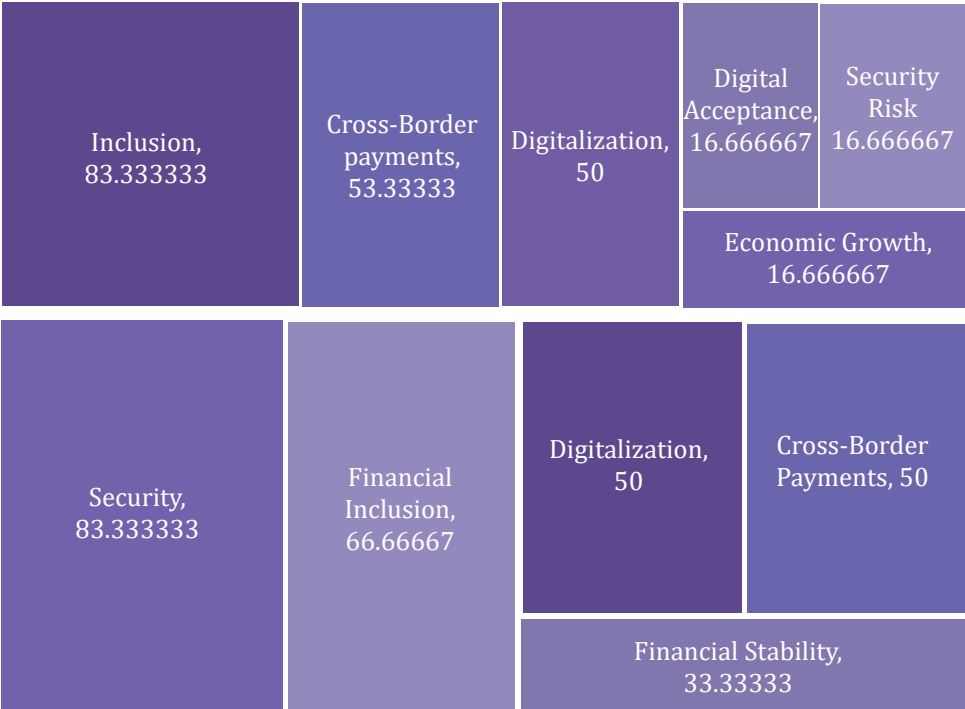 Inclusion,
83.333333
Cross-Border
payments,
53.33333
Digitalization,
50
Digital
Acceptance,
16.666667
Security
Risk
16.666667
Economic Growth,
16.666667
Security,
83.333333
Financial
Inclusion,
66.66667
Digitalization,
50
Cross-Border
Payments, 50
Financial Stability,
33.33333